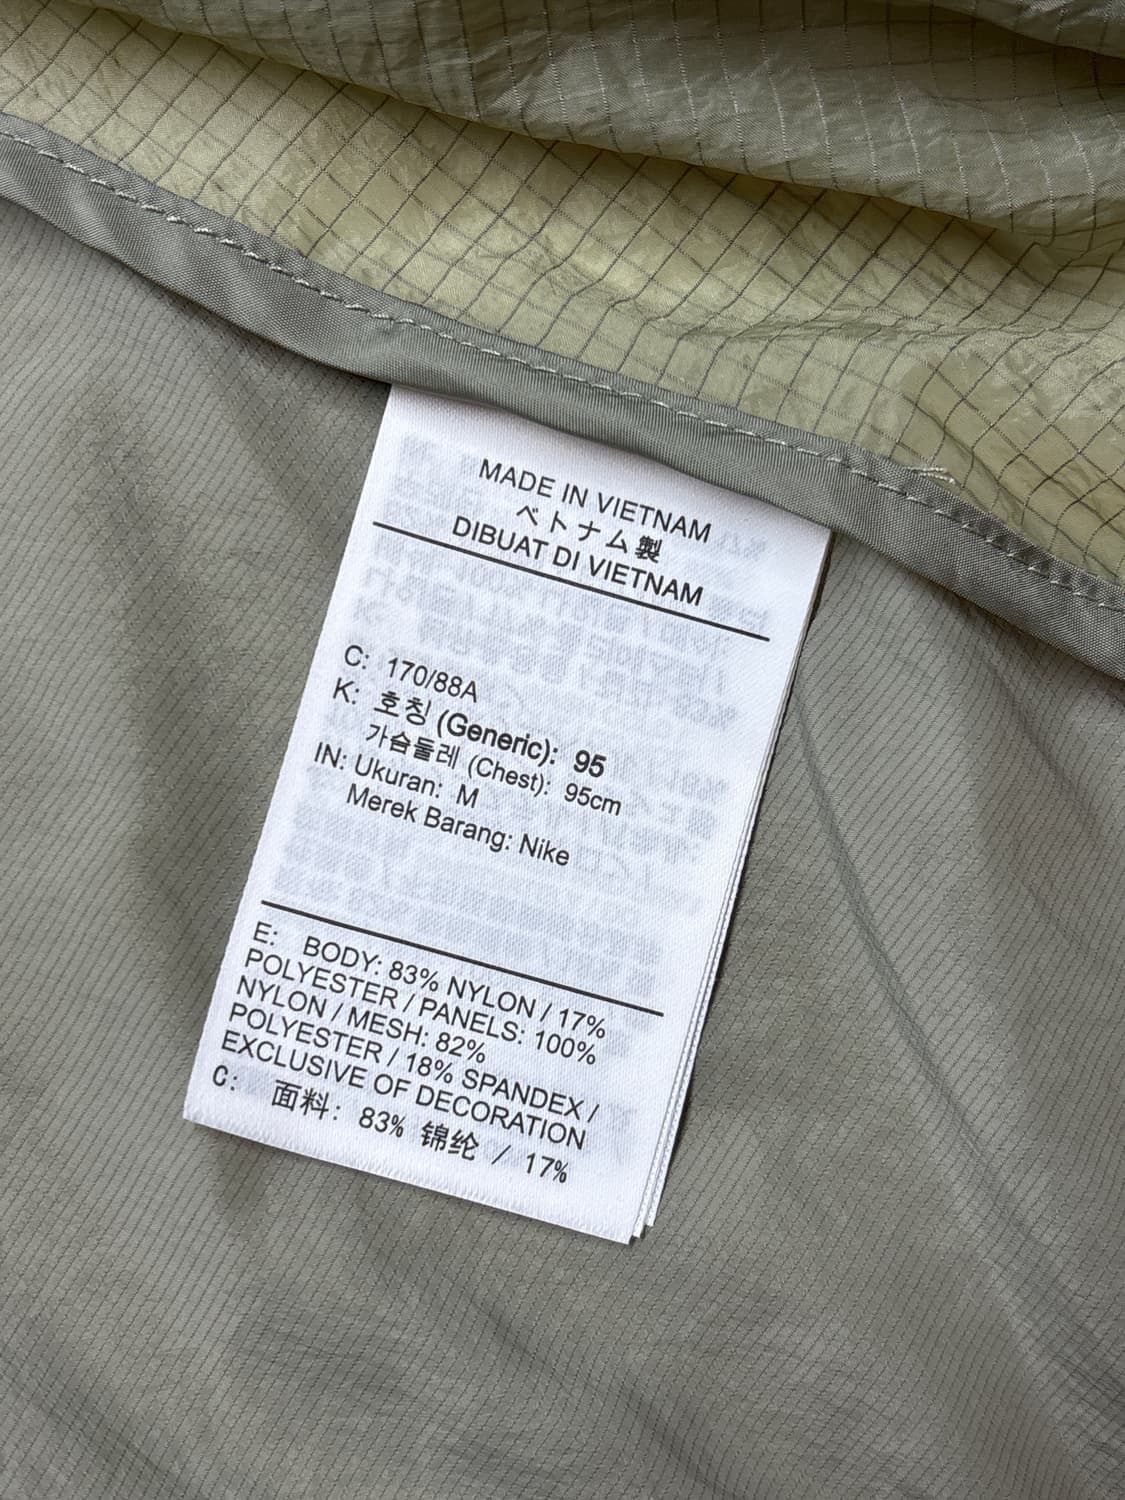 MADE IN VIETNAM
ベトナム製
DIBUAT DI VIETNAM
C: 170/88A
K: 호칭 (Generic): 95
가슴둘레 (Chest): 95cm
IN: Ukuran: M
Merek Barang: Nike
E: BODY: 83% NYLON / 17%
POLYESTER / PANELS: 100%
NYLON / MESH: 82%
POLYESTER / 18% SPANDEX /
EXCLUSIVE OF DECORATION
C: 面料: 83% 锦纶 / 17%